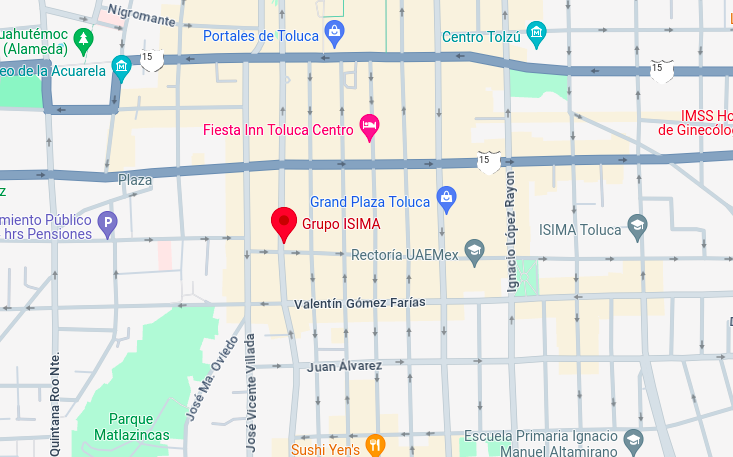 Nigromante
uahutémoc
(Alameda)
Portales de Toluca
Centro Tolzú
15
eo de la Acuarela
15
IMSS Ho
de Ginecólo
Fiesta Inn Toluca Centro
15
Plaza
z
Grand Plaza Toluca
Ignacio López Rayón
miento Público
hrs Pensiones
Grupo ISIMA
ISIMA Toluca
Rectoría UAEMex
Valentín Gómez Farías
Juan Álvarez
José Ma. Oviedo
José Vicente Villada
Quintana Roo Nte.
Parque
Matlazincas
Sushi Yen's
Escuela Primaria Ignacio
Manuel Altamirano